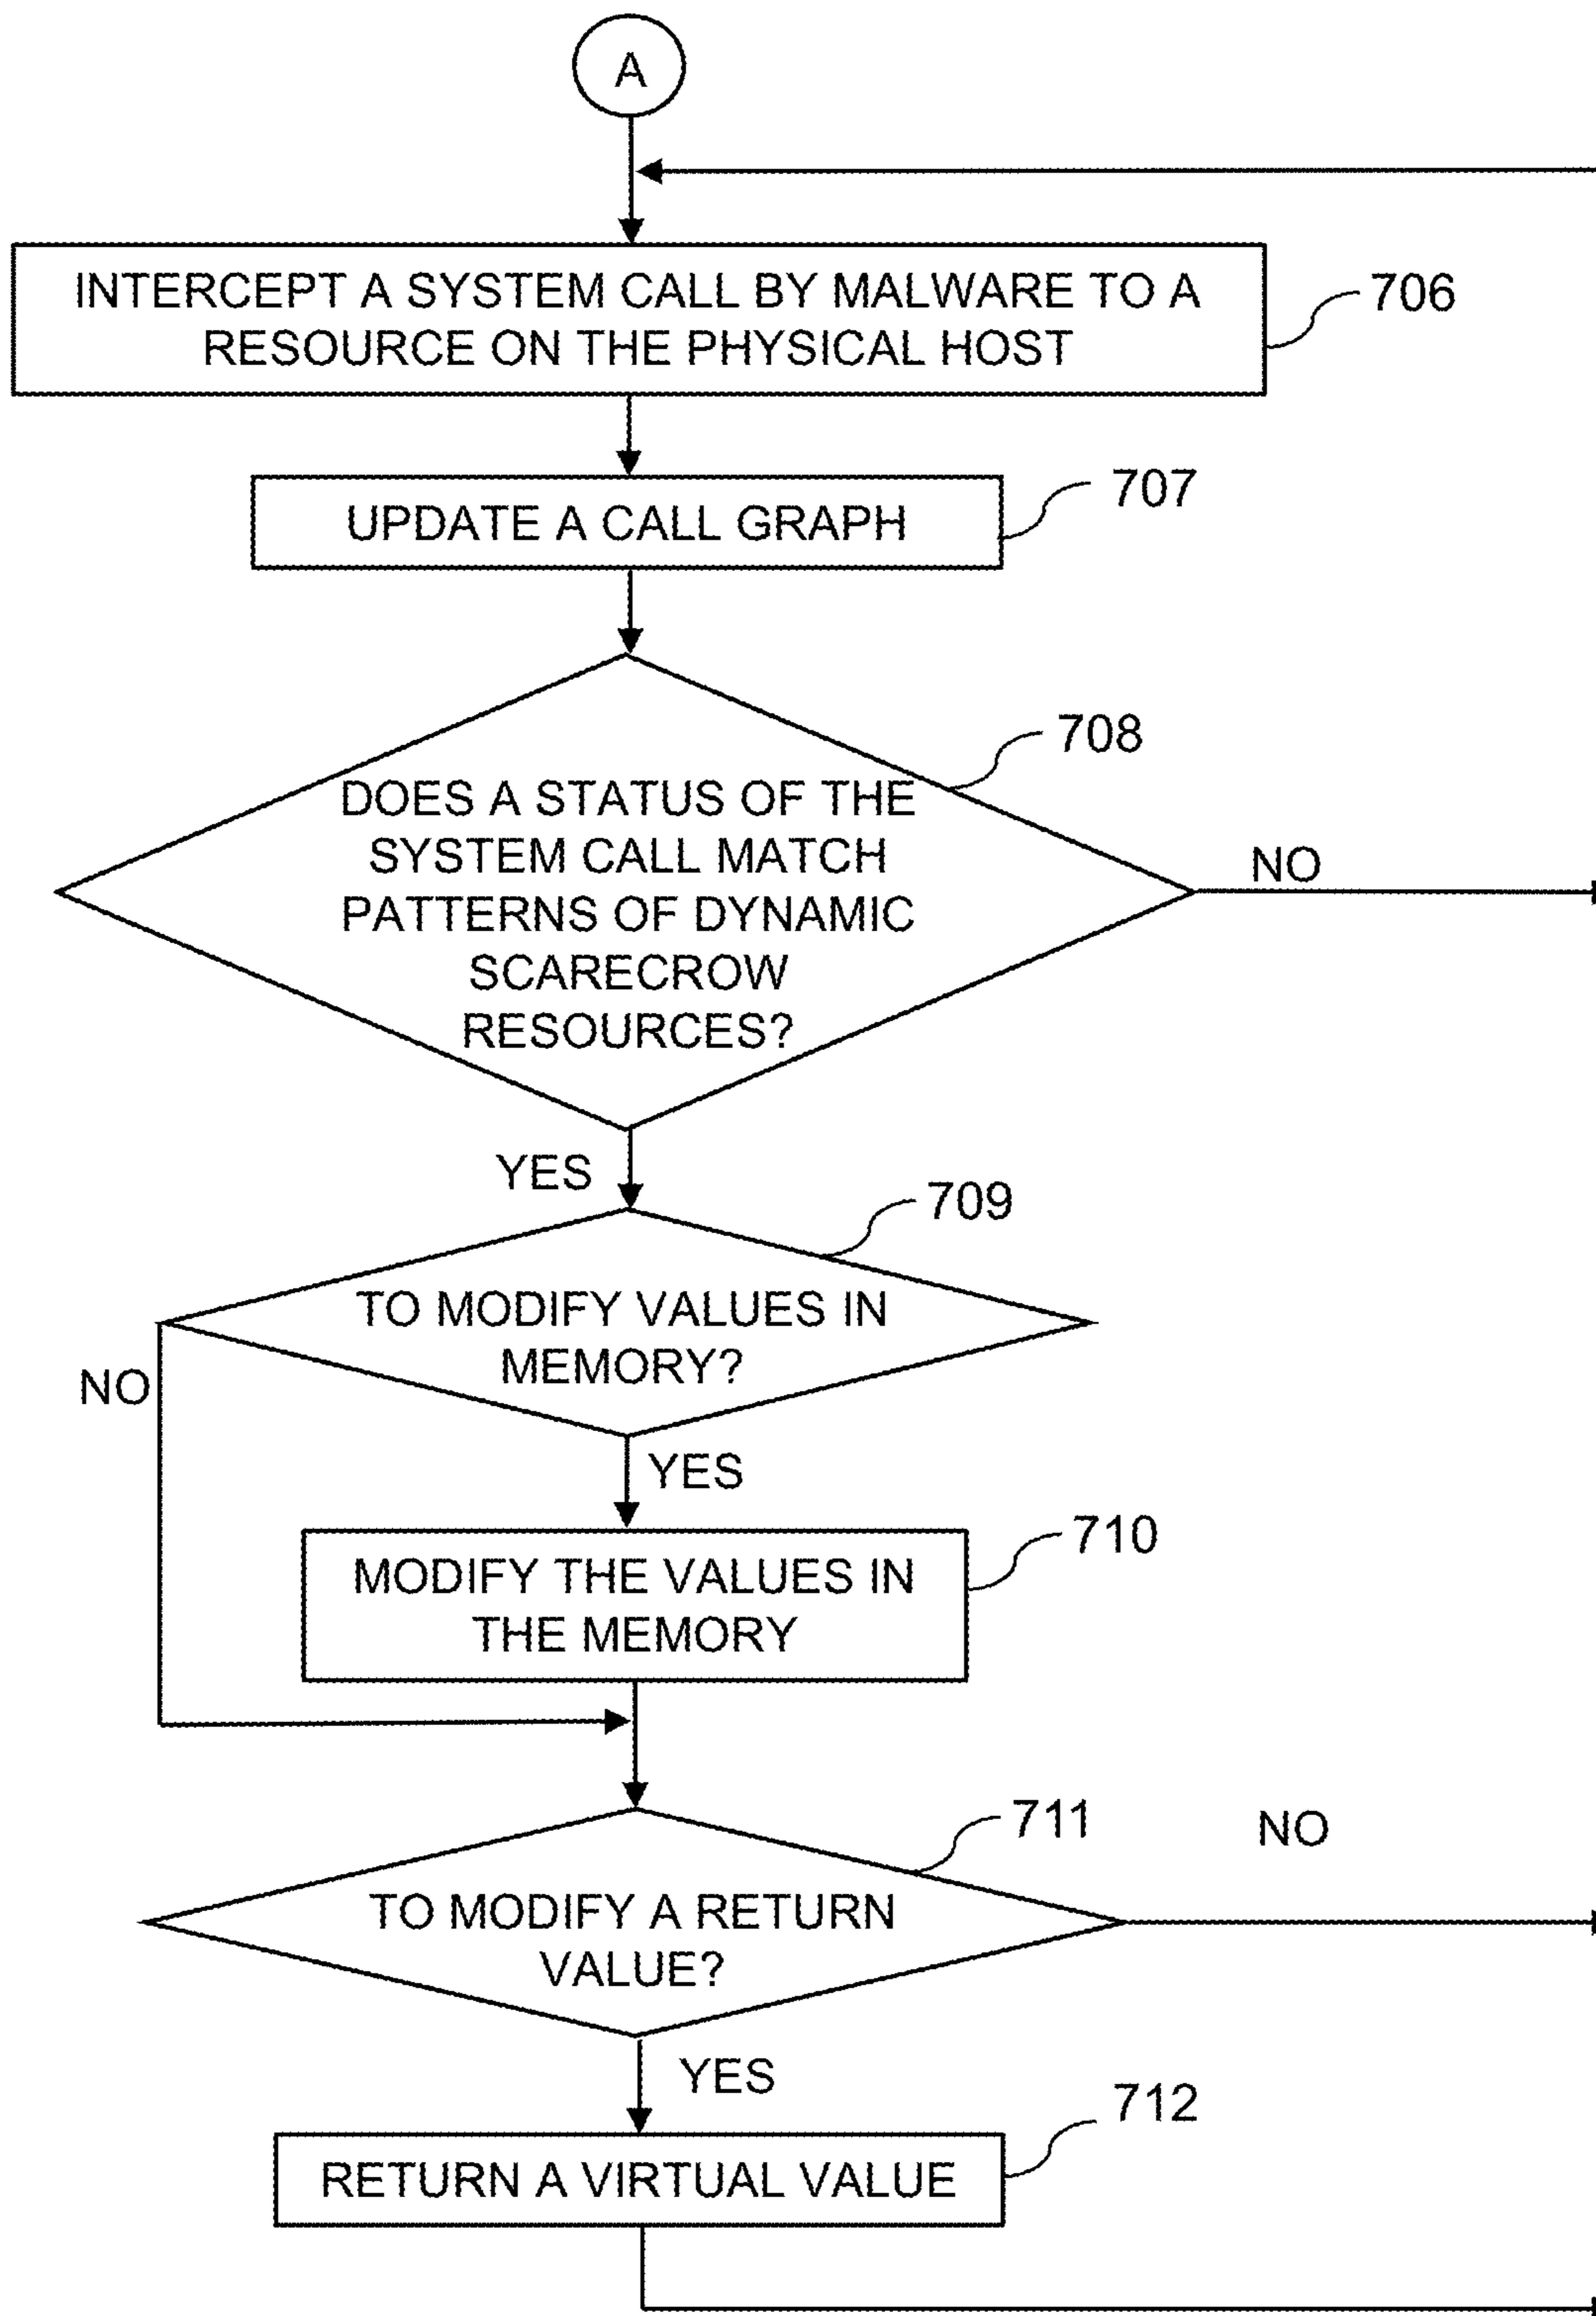 A
INTERCEPT A SYSTEM CALL BY MALWARE TO A
RESOURCE ON THE PHYSICAL HOST
706
UPDATE A CALL GRAPH
707
DOES A STATUS OF THE
SYSTEM CALL MATCH
PATTERNS OF DYNAMIC
SCARECROW
RESOURCES?
708
NO
YES
709
TO MODIFY VALUES IN
MEMORY?
NO
YES
710
MODIFY THE VALUES IN
THE MEMORY
711
NO
TO MODIFY A RETURN
VALUE?
YES
712
RETURN A VIRTUAL VALUE